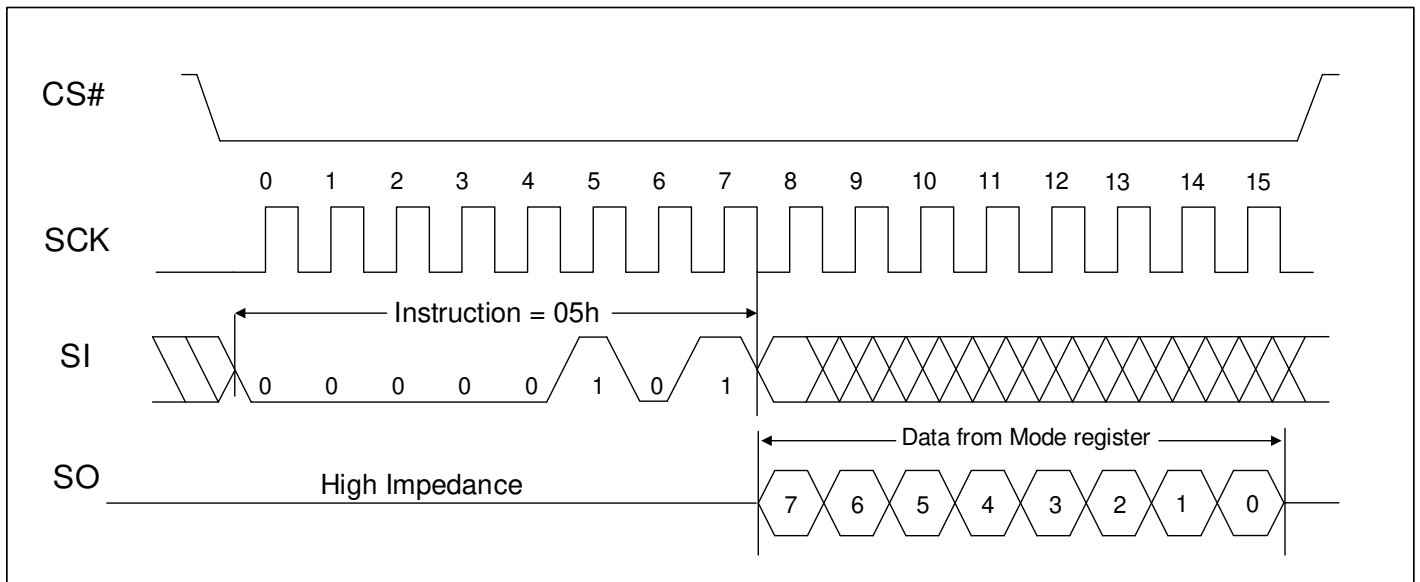 CS#
0 1 2 3 4 5 6 7 8 9 10 11 12 13 14 15
SCK
Instruction = 05h
SI
0 0 0 0 0 1 0 1
Data from Mode register
SO
High Impedance
7 6 5 4 3 2 1 0